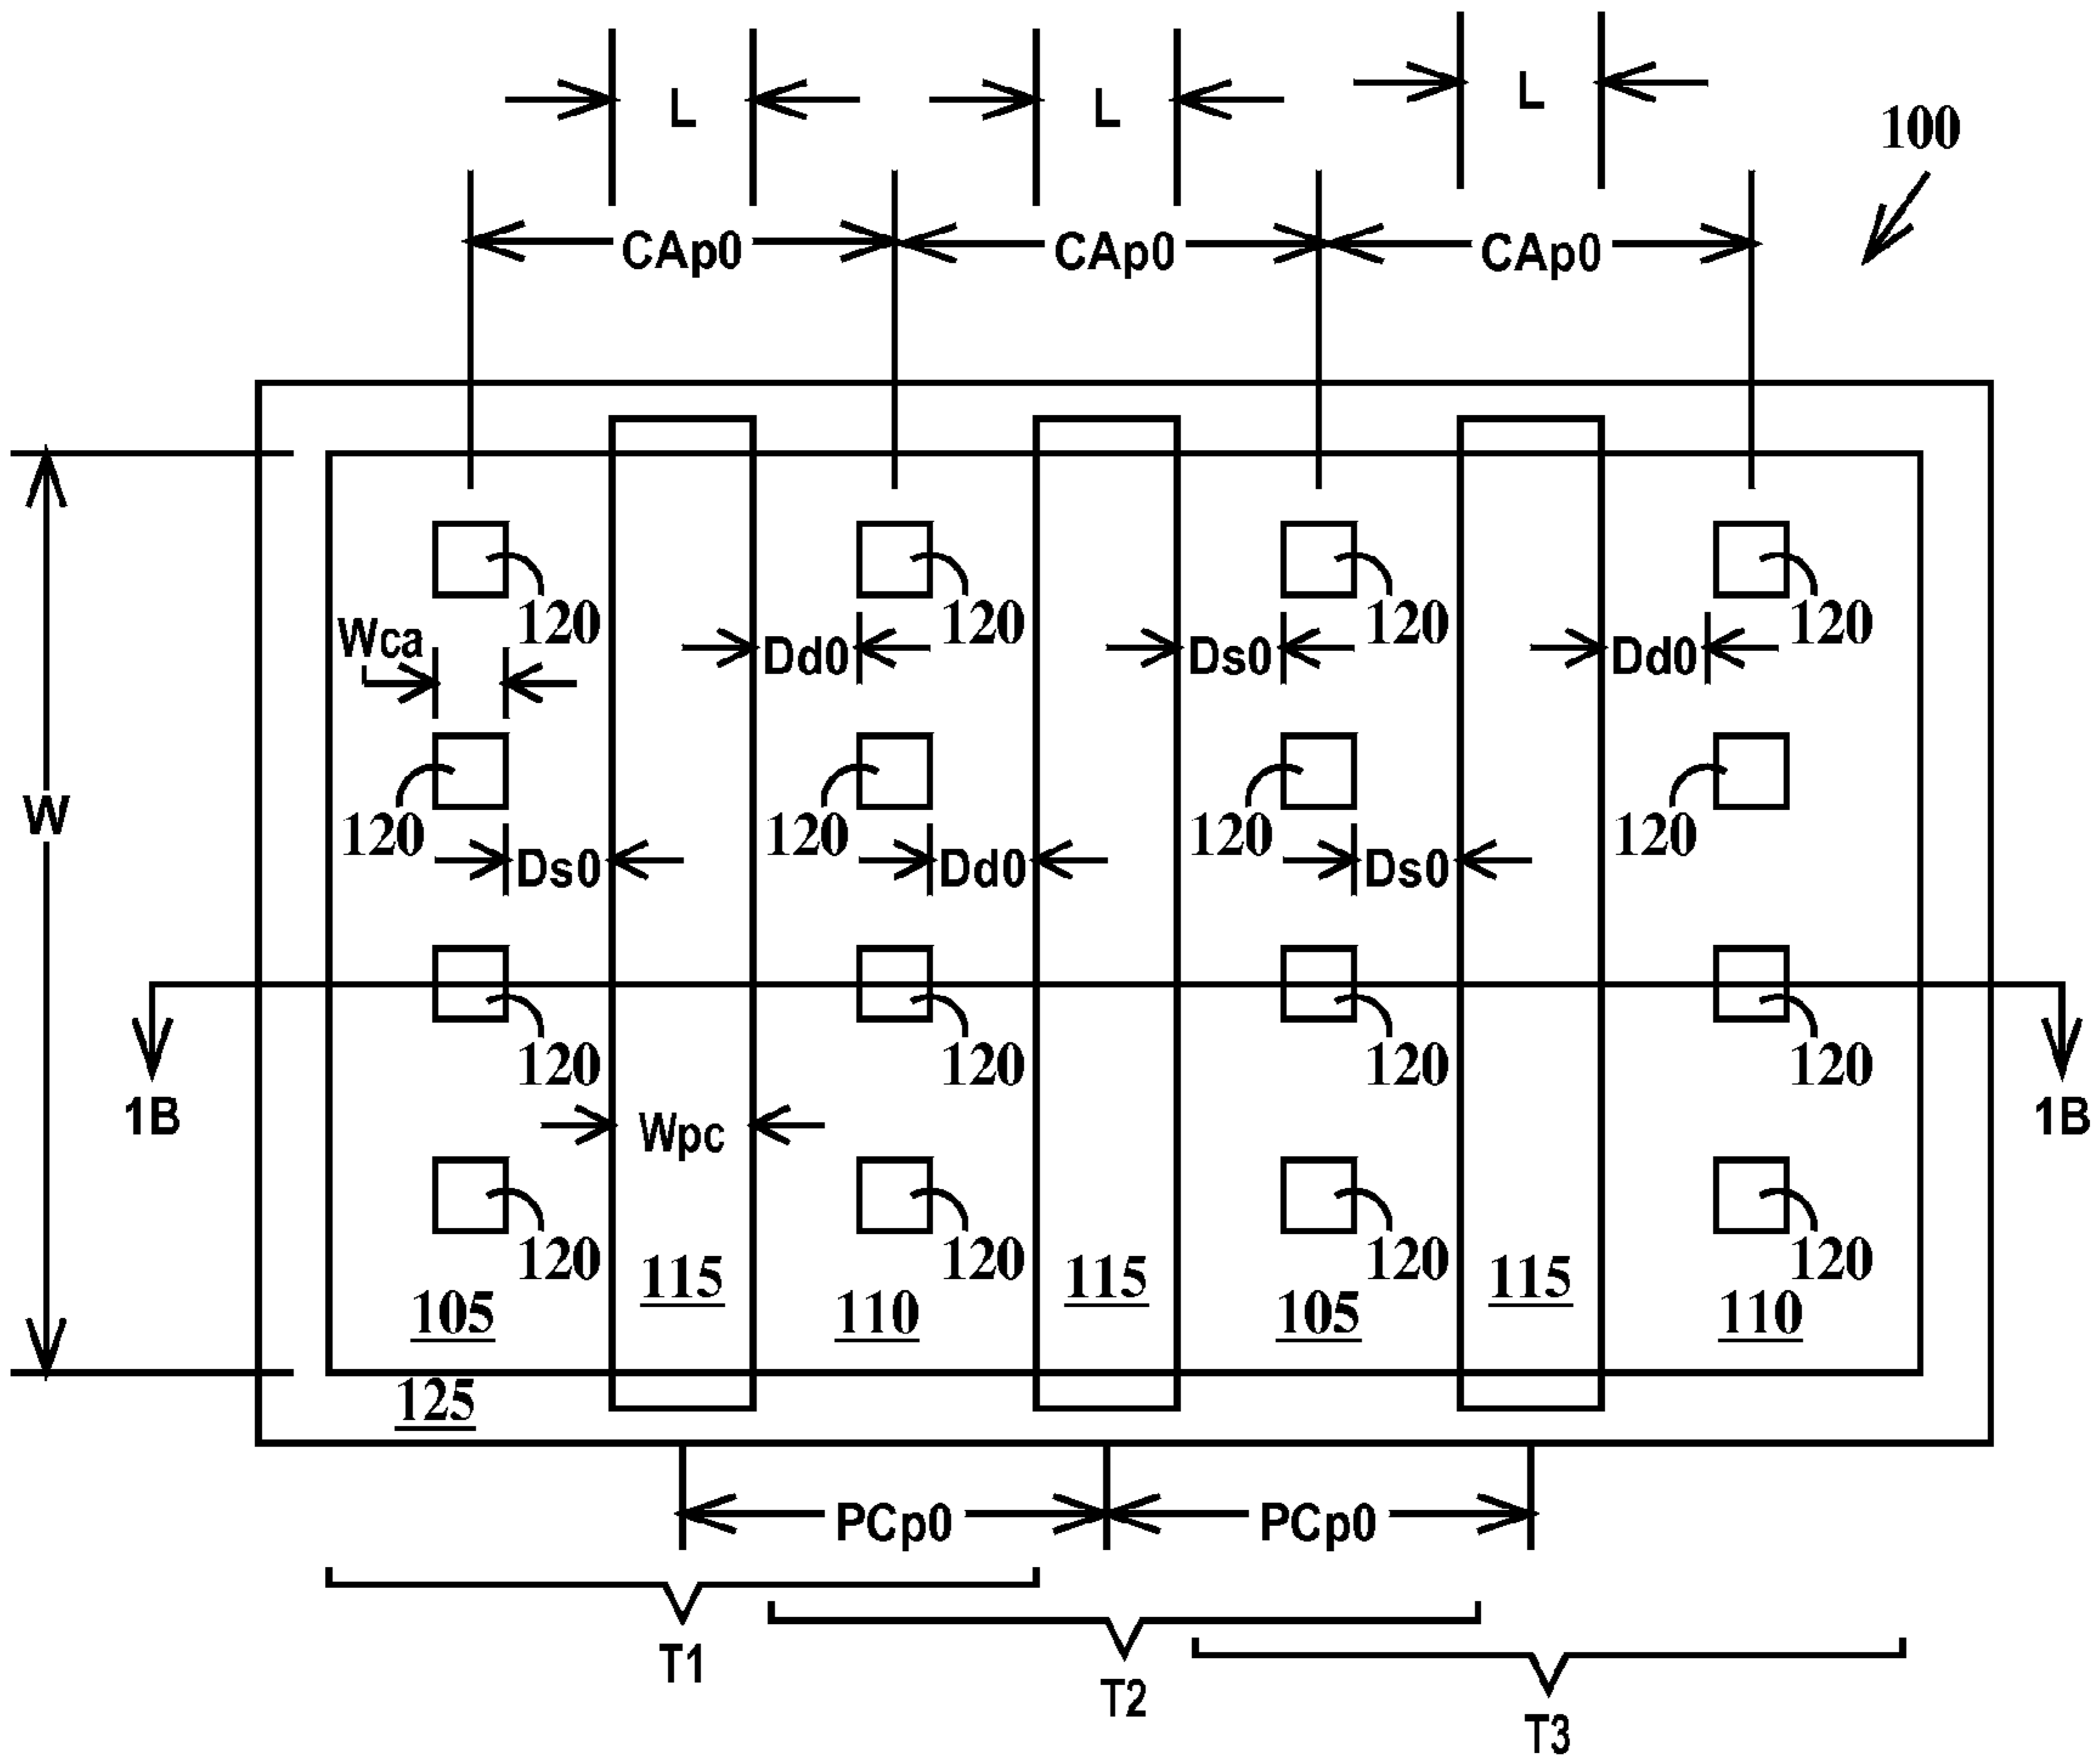 L L L
100
CAp0 CAp0 CAp0
120 120 120 120
Wca Dd0 Ds0 Dd0
W
120 120 120 120
Ds0 Dd0 Ds0
120 120 120 120
1B 1B
Wpc
120 120 120 120
115 115 115
105 110 105 110
125
PCp0 PCp0
T1
T2
T3